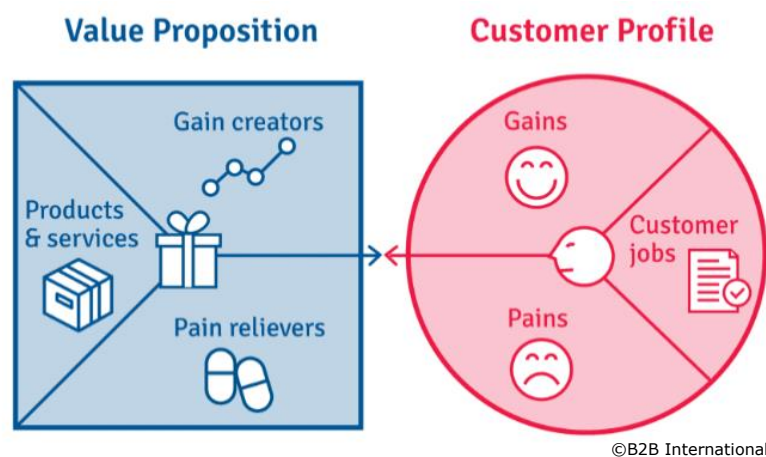 Value Proposition
Customer Profile
Gain creators
Products
& services
Pain relievers
Gains
Customer
jobs
Pains
©B2B International